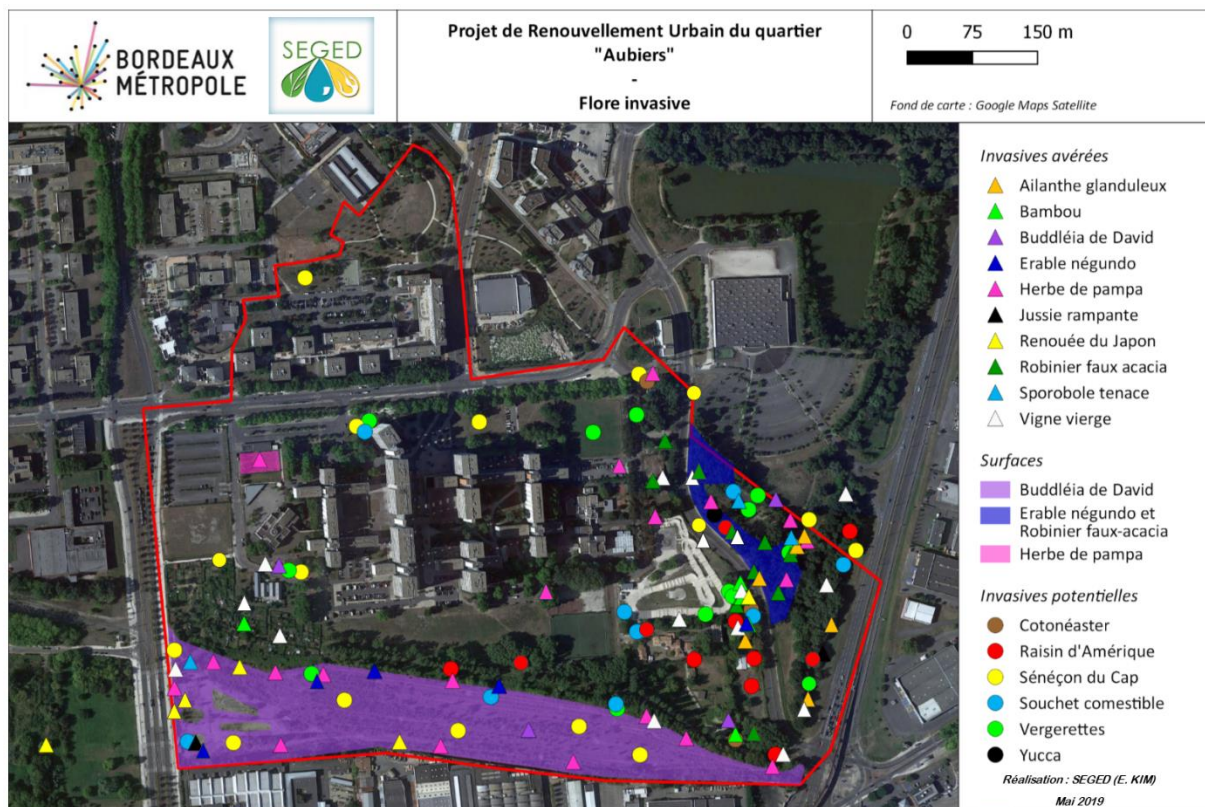 BORDEAUX
MÉTROPOLE
SEGED
Projet de Renouvellement Urbain du quartier
"Aubiers"
-
Flore invasive
0 75 150 m
Fond de carte : Google Maps Satellite
Invasives avérées
Ailanthe glanduleux
Bambou
Buddléia de David
Erable négundo
Herbe de pampa
Jussie rampante
Renouée du Japon
Robinier faux acacia
Sporobole tenace
Vigne vierge
Surfaces
Buddléia de David
Erable négundo et
Robinier faux-acacia
Herbe de pampa
Invasives potentielles
Cotonéaster
Raisin d'Amérique
Sénéçon du Cap
Souchet comestible
Vergerettes
Yucca
Réalisation : SEGED (E. KIM)
Mai 2019